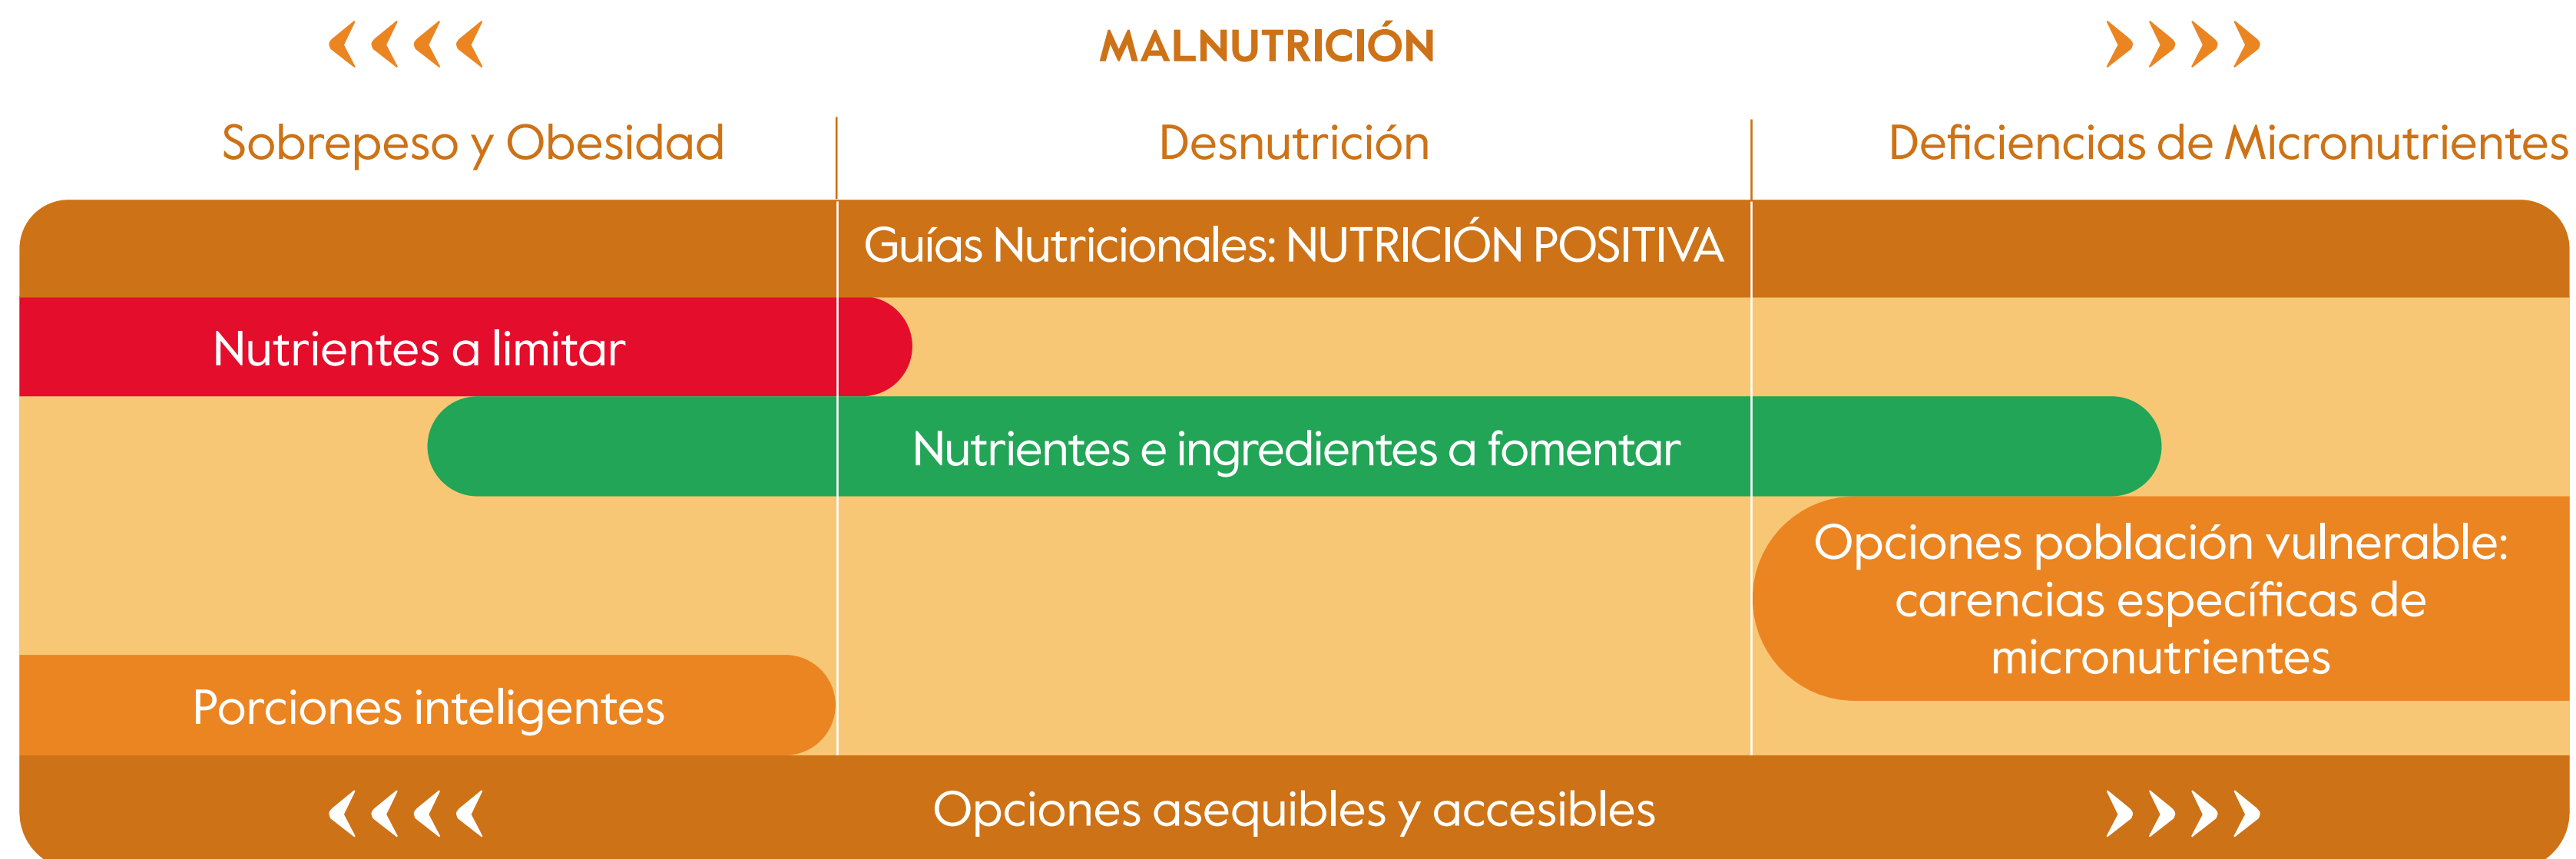 MALNUTRICIÓN
Sobrepeso y Obesidad
Desnutrición
Deficiencias de Micronutrientes
Guías Nutricionales: NUTRICIÓN POSITIVA
Nutrientes a limitar
Nutrientes e ingredientes a fomentar
Opciones población vulnerable:
carencias específicas de
micronutrientes
Porciones inteligentes
Opciones asequibles y accesibles